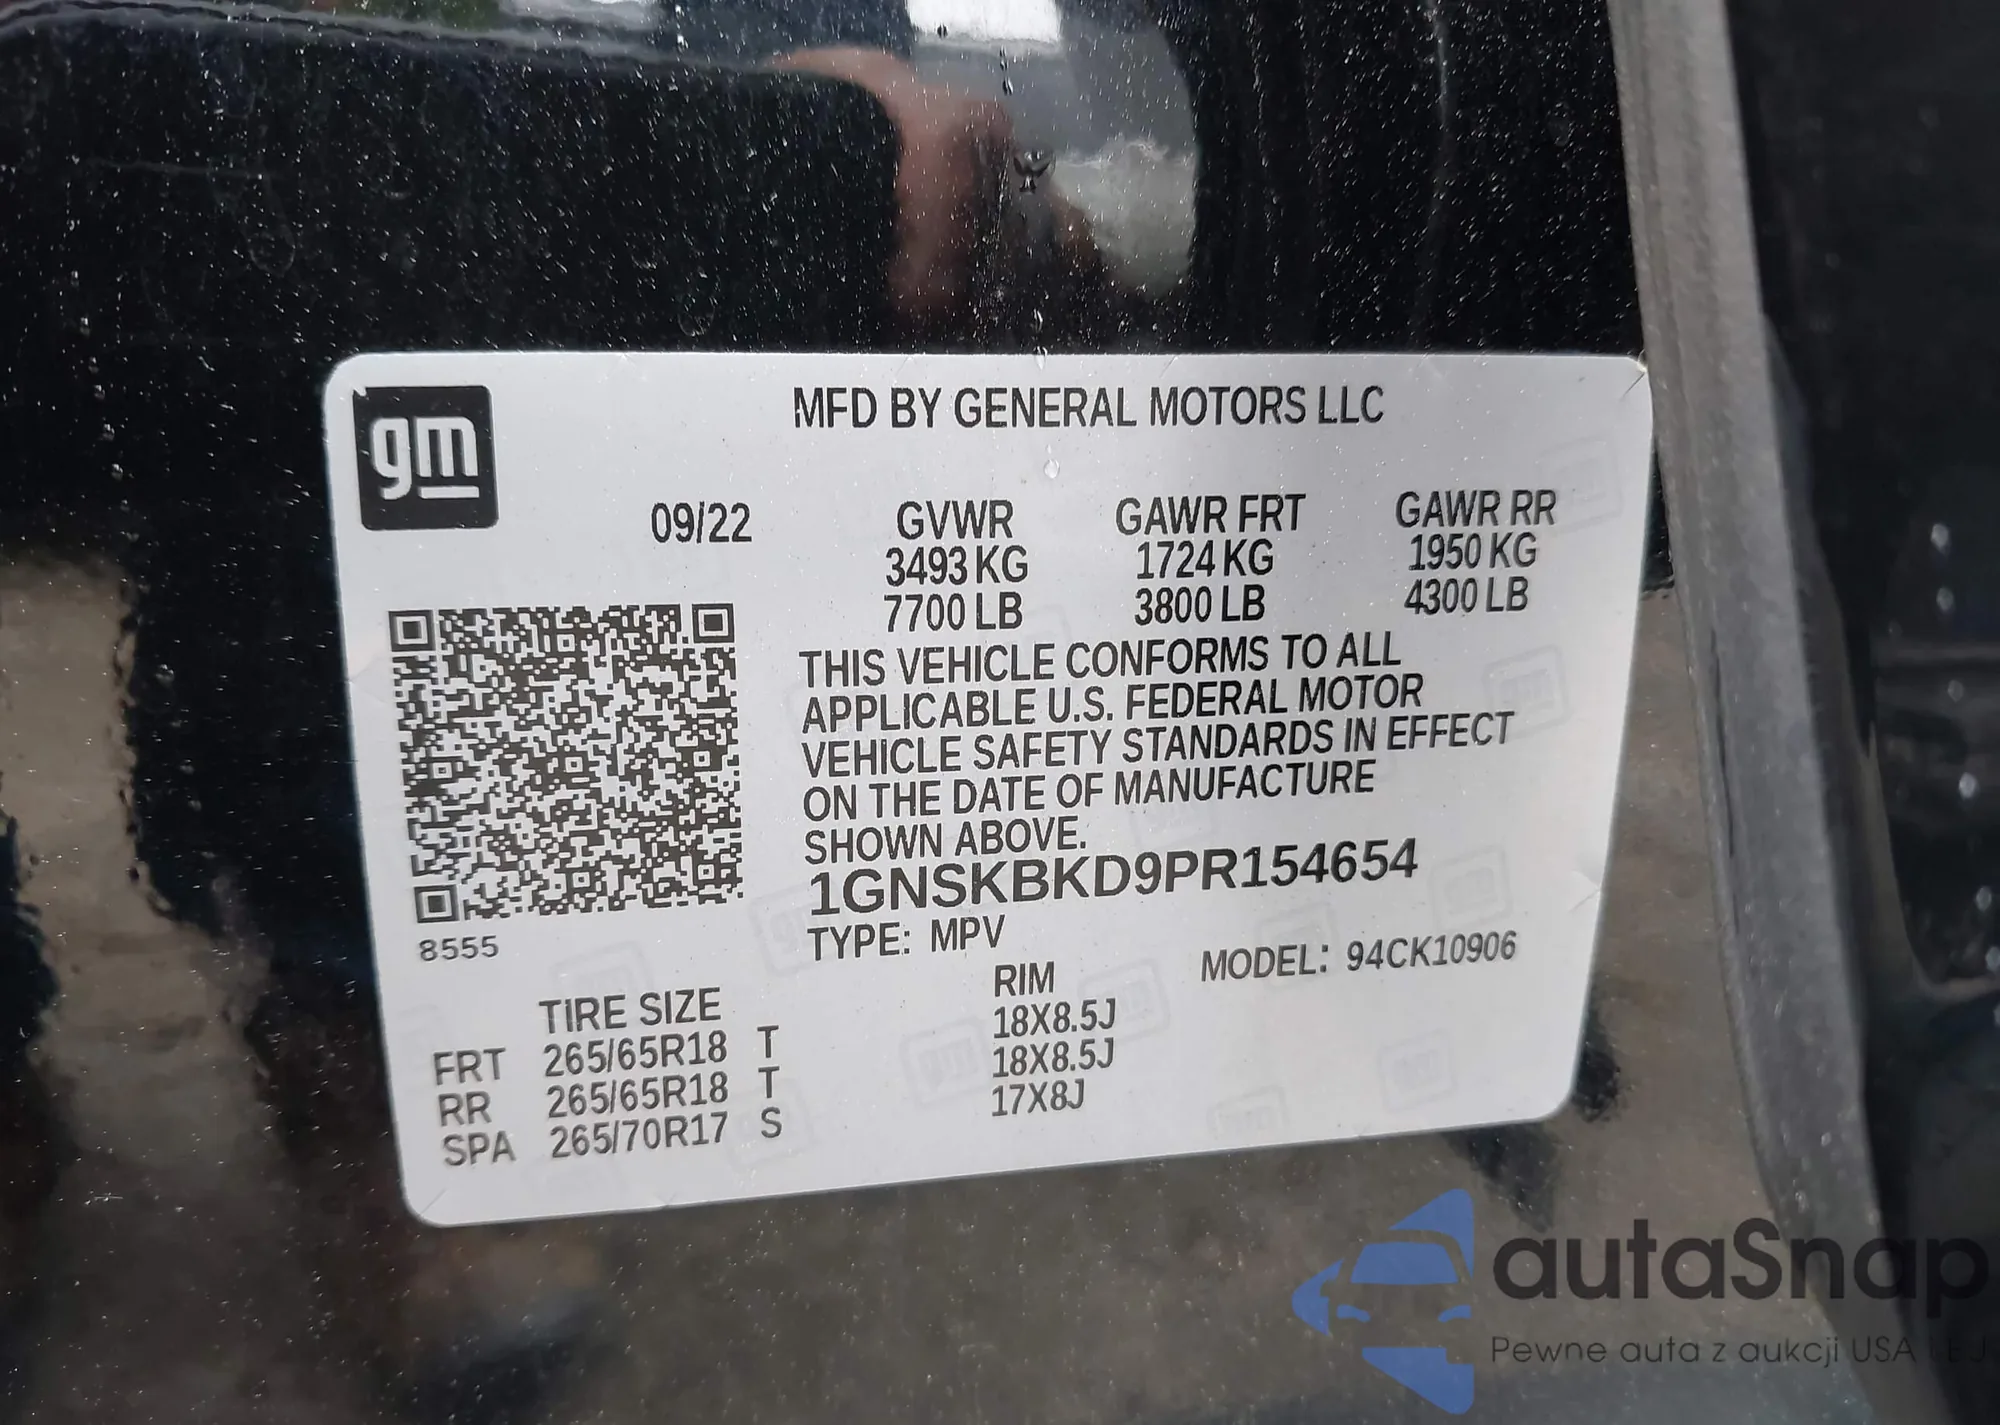 gm
MFD BY GENERAL MOTORS LLC
09/22 GVWR GAWR FRT GAWR RR
3493 KG 1724 KG 1950 KG
7700 LB 3800 LB 4300 LB
THIS VEHICLE CONFORMS TO ALL
APPLICABLE U.S. FEDERAL MOTOR
VEHICLE SAFETY STANDARDS IN EFFECT
ON THE DATE OF MANUFACTURE
SHOWN ABOVE.
1GNSKBKD9PR154654
8555
TYPE: MPV
MODEL: 94CK10906
TIRE SIZE RIM
FRT 265/65R18 T 18X8.5J
RR 265/65R18 T 18X8.5J
SPA 265/70R17 S 17X8J
autaSnap
Pewne auta z aukcji USA i EJ